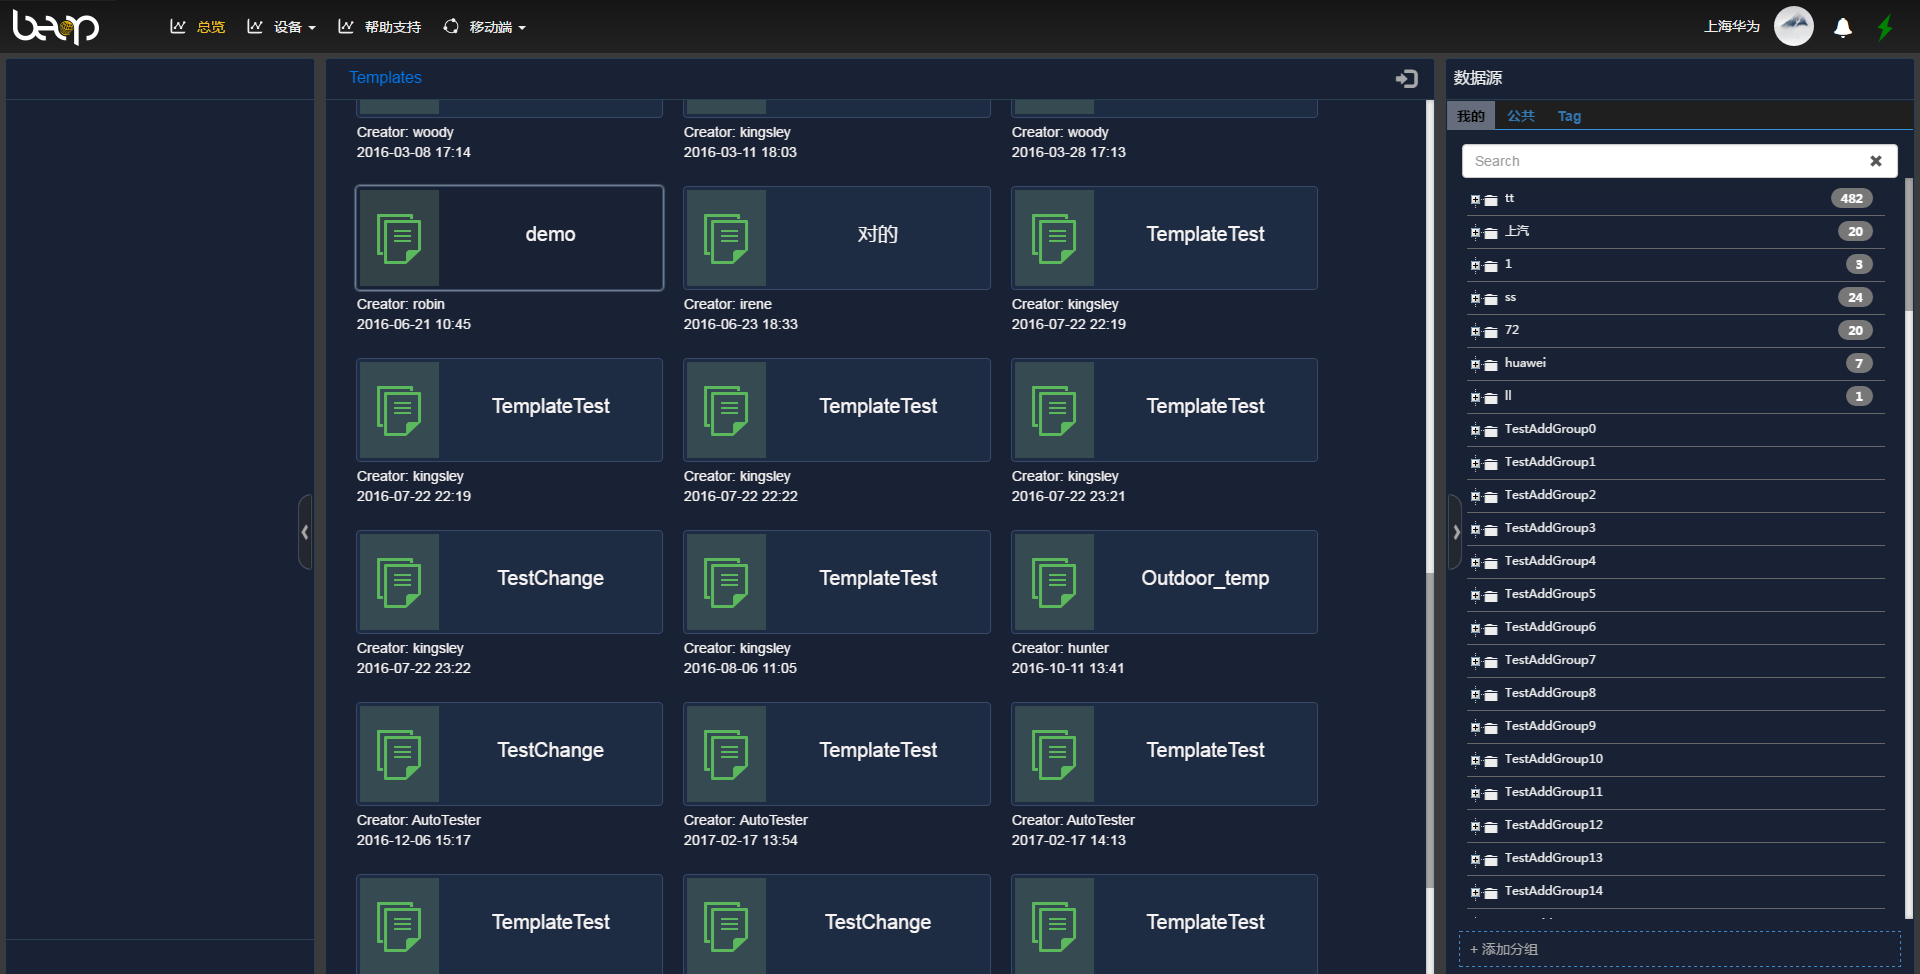 beop
总览
设备
帮助支持
移动端
上海华为
Templates
Creator: woody
2016-03-08 17:14
Creator: kingsley
2016-03-11 18:03
Creator: woody
2016-03-28 17:13
demo
Creator: robin
2016-06-21 10:45
对的
Creator: irene
2016-06-23 18:33
TemplateTest
Creator: kingsley
2016-07-22 22:19
TemplateTest
Creator: kingsley
2016-07-22 22:19
TemplateTest
Creator: kingsley
2016-07-22 22:22
TemplateTest
Creator: kingsley
2016-07-22 23:21
TestChange
Creator: kingsley
2016-07-22 23:22
TemplateTest
Creator: kingsley
2016-08-06 11:05
Outdoor_temp
Creator: hunter
2016-10-11 13:41
TestChange
Creator: AutoTester
2016-12-06 15:17
TemplateTest
Creator: AutoTester
2017-02-17 13:54
TemplateTest
Creator: AutoTester
2017-02-17 14:13
TemplateTest
TestChange
TemplateTest
数据源
我的 公共 Tag
Search
tt 482
上汽 20
1 3
ss 24
72 20
huawei 7
ll 1
TestAddGroup0
TestAddGroup1
TestAddGroup2
TestAddGroup3
TestAddGroup4
TestAddGroup5
TestAddGroup6
TestAddGroup7
TestAddGroup8
TestAddGroup9
TestAddGroup10
TestAddGroup11
TestAddGroup12
TestAddGroup13
TestAddGroup14
+ 添加分组